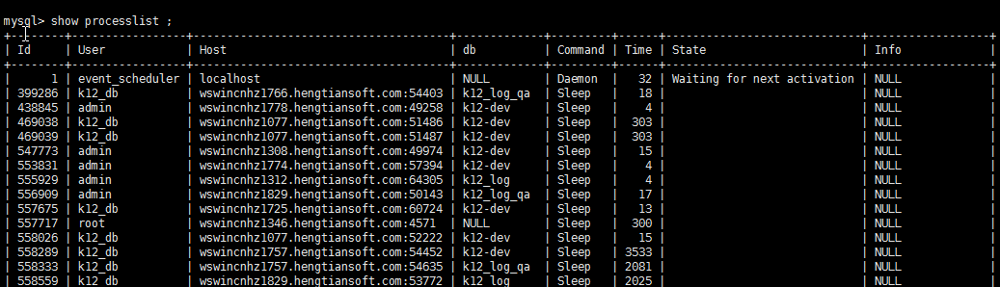 mysql> show processlist ;
+--------+-----------------+-----------------------------------+------------+---------+------+-----------------------------+------------------+
| Id | User | Host | db | Command | Time | State | Info |
+--------+-----------------+-----------------------------------+------------+---------+------+-----------------------------+------------------+
| 1 | event_scheduler | localhost | NULL | Daemon | 32 | Waiting for next activation | NULL |
| 399286 | k12_db | wswincnhz1766.hengtiansoft.com:54403 | k12_log_qa | Sleep | 18 | | NULL |
| 438845 | admin | wswincnhz1778.hengtiansoft.com:49258 | k12-dev | Sleep | 4 | | NULL |
| 469038 | k12_db | wswincnhz1077.hengtiansoft.com:51486 | k12-dev | Sleep | 303 | | NULL |
| 469039 | k12_db | wswincnhz1077.hengtiansoft.com:51487 | k12-dev | Sleep | 303 | | NULL |
| 547773 | admin | wswincnhz1308.hengtiansoft.com:49974 | k12-dev | Sleep | 15 | | NULL |
| 553831 | admin | wswincnhz1774.hengtiansoft.com:57394 | k12-dev | Sleep | 4 | | NULL |
| 555929 | admin | wswincnhz1312.hengtiansoft.com:64305 | k12_log | Sleep | 4 | | NULL |
| 556909 | admin | wswincnhz1829.hengtiansoft.com:50143 | k12_log_qa | Sleep | 17 | | NULL |
| 557675 | k12_db | wswincnhz1725.hengtiansoft.com:60724 | k12-dev | Sleep | 13 | | NULL |
| 557717 | root | wswincnhz1346.hengtiansoft.com:4571 | NULL | Sleep | 300 | | NULL |
| 558026 | k12_db | wswincnhz1077.hengtiansoft.com:52222 | k12-dev | Sleep | 15 | | NULL |
| 558289 | k12_db | wswincnhz1757.hengtiansoft.com:54452 | k12-dev | Sleep | 3533 | | NULL |
| 558333 | k12_db | wswincnhz1757.hengtiansoft.com:54635 | k12_log_qa | Sleep | 2081 | | NULL |
| 558559 | k12_db | wswincnhz1829.hengtiansoft.com:53772 | k12_log | Sleep | 2025 | | NULL |